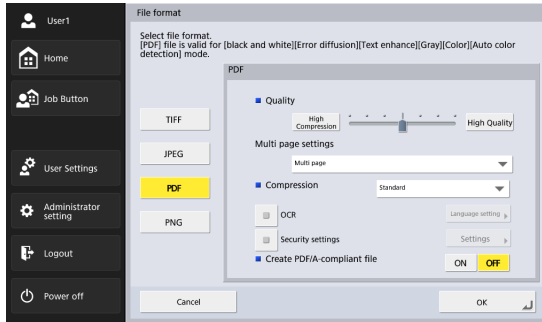 User1
Home
Job Button
User Settings
Administrator
setting
Logout
Power off
File format
Select file format.
[PDF] file is valid for [black and white][Error diffusion][Text enhance][Gray][Color][Auto color
detection] mode.
TIFF
JPEG
PDF
PNG
PDF
Quality
High
Compression
High Quality
Multi page settings
Multi page
Compression
Standard
OCR
Language setting
Security settings
Settings
Create PDF/A-compliant file
ON
OFF
Cancel
OK